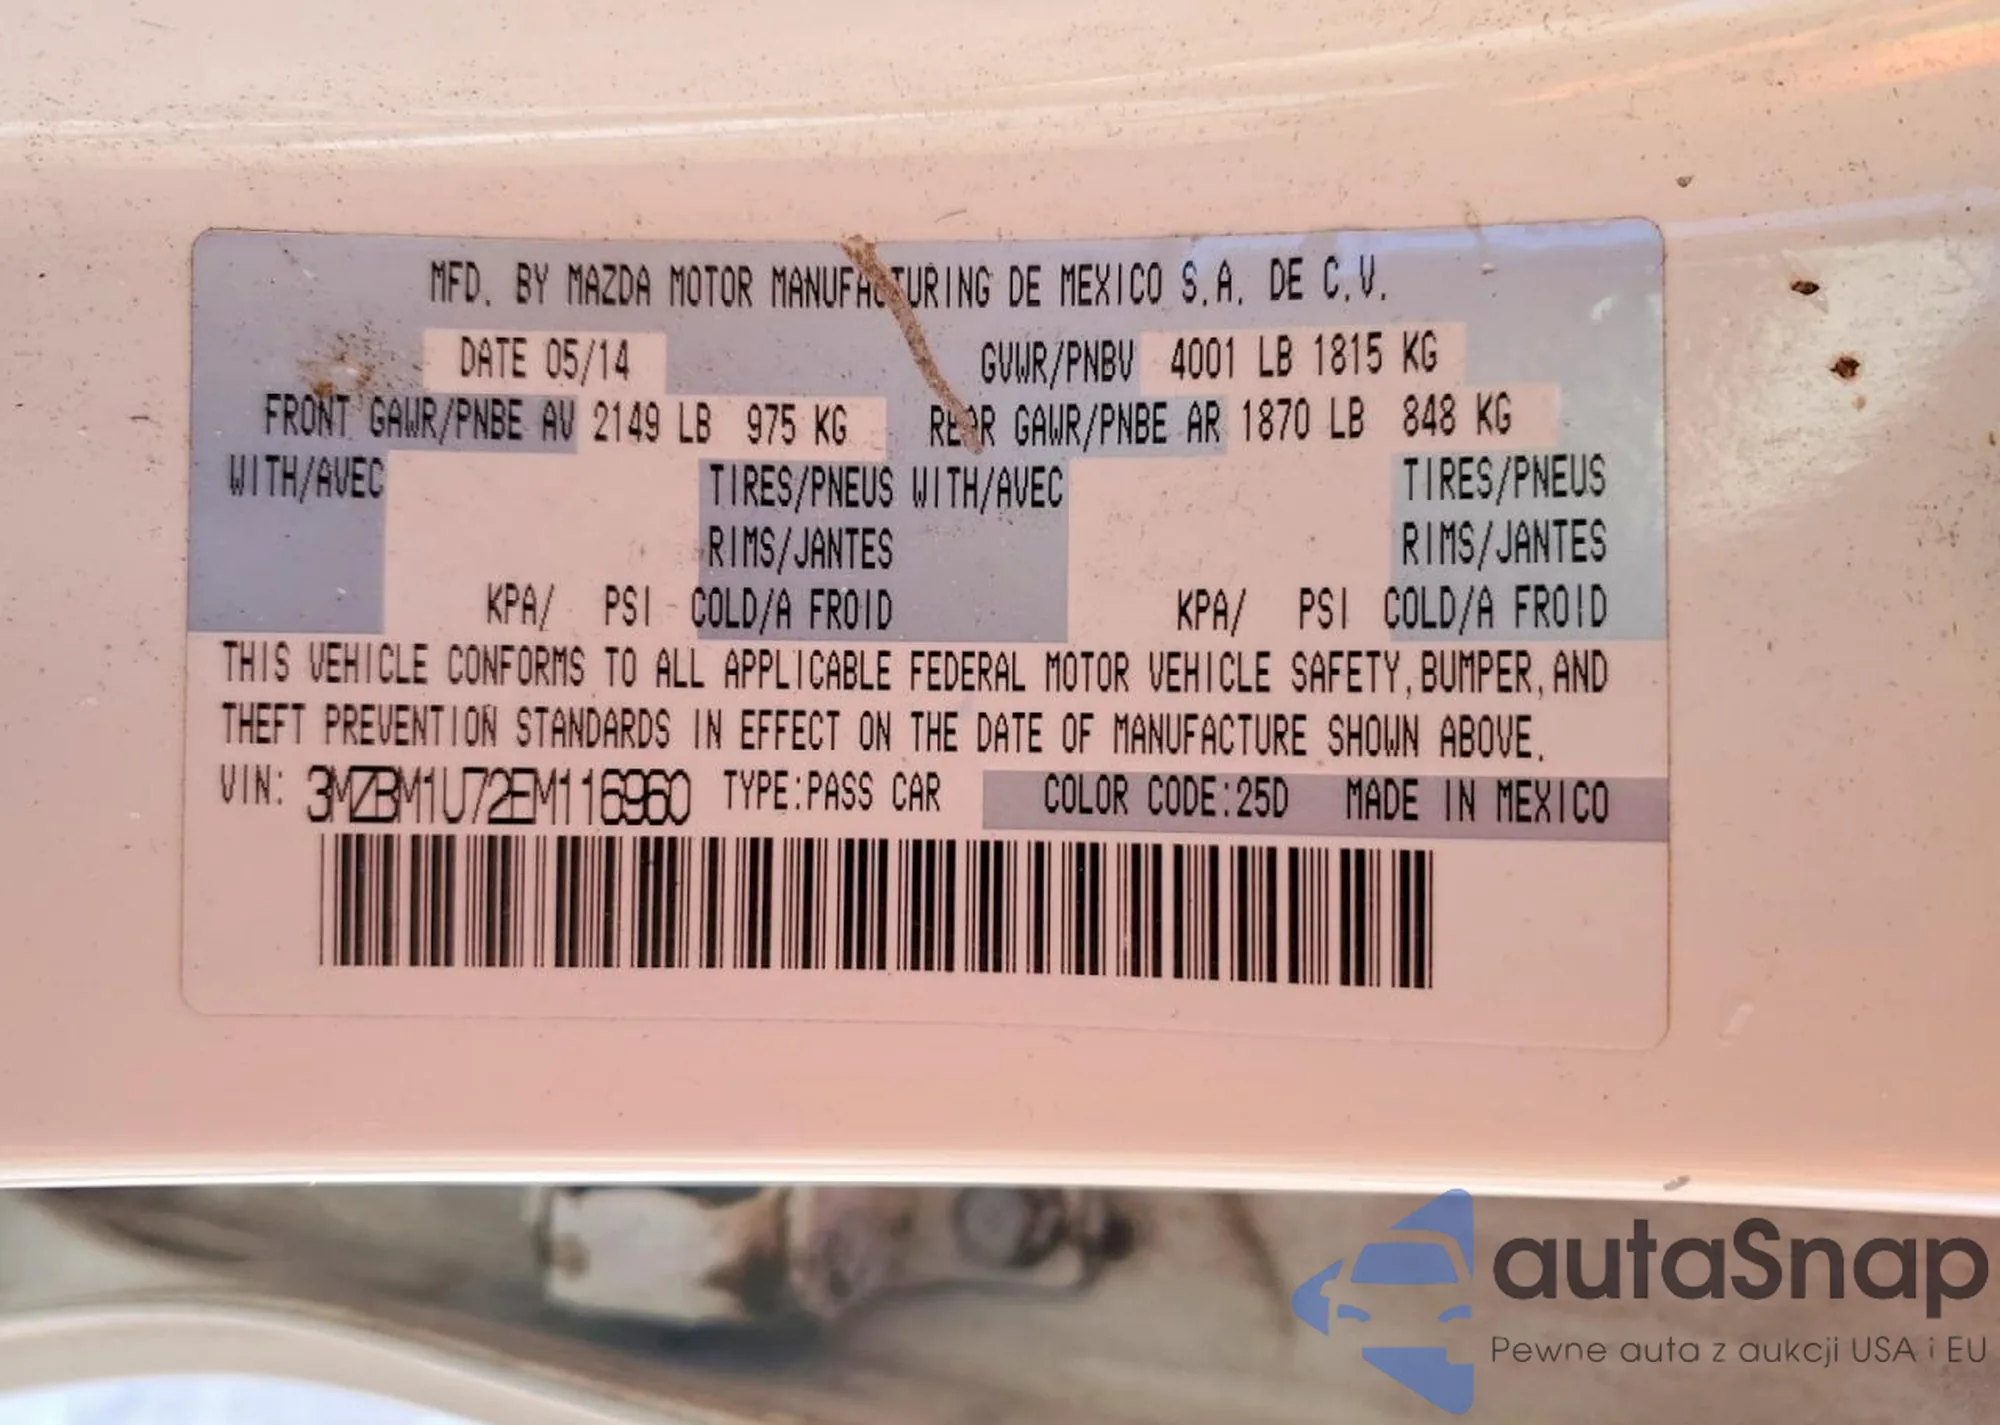 MFD. BY MAZDA MOTOR MANUFACTURING DE MEXICO S.A. DE C.V.
DATE 05/14 GVWR/PNBV 4001 LB 1815 KG
FRONT GAWR/PNBE AV 2149 LB 975 KG REAR GAWR/PNBE AR 1870 LB 848 KG
WITH/AVEC TIRES/PNEUS WITH/AVEC TIRES/PNEUS
RIMS/JANTES RIMS/JANTES
KPA/ PSI COLD/A FROID KPA/ PSI COLD/A FROID
THIS VEHICLE CONFORMS TO ALL APPLICABLE FEDERAL MOTOR VEHICLE SAFETY, BUMPER, AND
THEFT PREVENTION STANDARDS IN EFFECT ON THE DATE OF MANUFACTURE SHOWN ABOVE.
VIN: 3MZBM1U72EM116960 TYPE:PASS CAR COLOR CODE:25D MADE IN MEXICO
autaSnap
Pewne auta z aukcji USA i EU